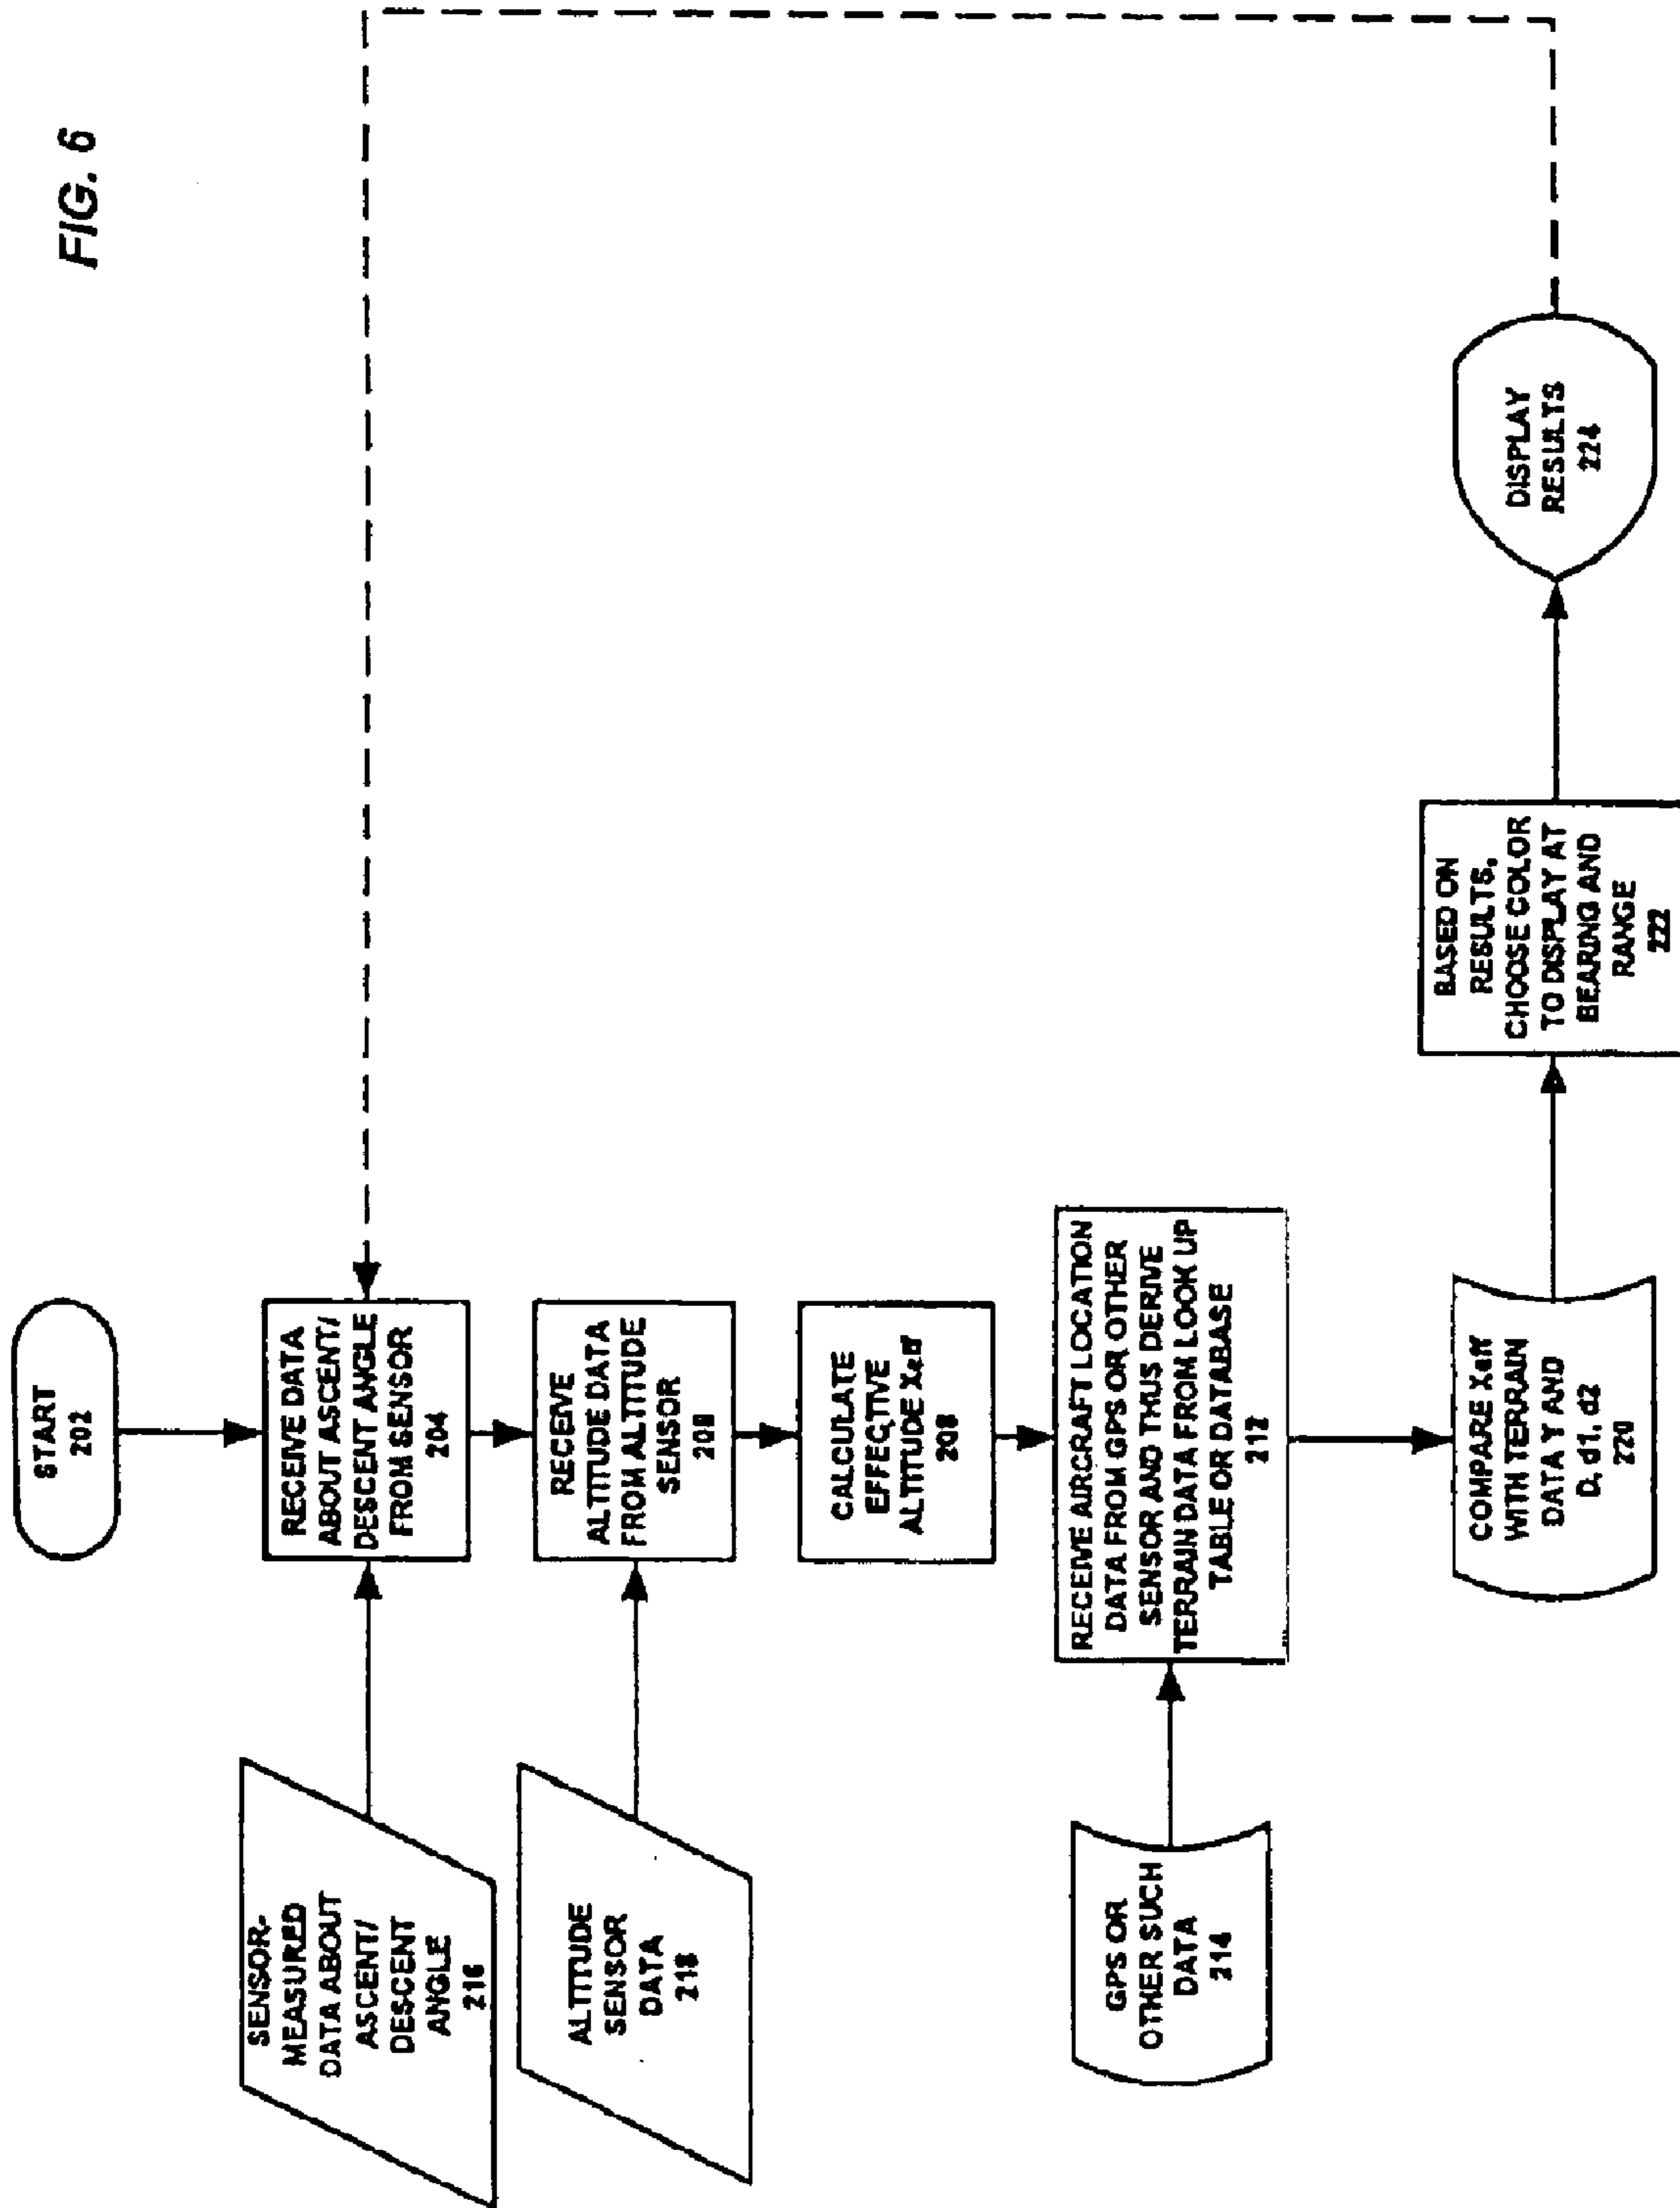 FIG. 6
START
202
RECEIVE DATA
ABOUT ASCENT/
DESCENT ANGLE
FROM SENSOR
204
SENSOR-
MEASURED
DATA ABOUT
ASCENT/
DESCENT
ANGLE
216
RECEIVE
ALTITUDE DATA
FROM ALTITUDE
SENSOR
ALTITUDE
SENSOR
DATA
218
CALCULATE
EFFECTIVE
ALTITUDE Xeff
208
RECEIVE AIRCRAFT LOCATION
DATA FROM GPS OR OTHER
SENSOR AND THUS DERIVE
TERRAIN DATA FROM LOOK UP
TABLE OR DATABASE
212
GPS OR
OTHER SUCH
DATA
214
COMPARE Xeff
WITH TERRAIN
DATA Y AND
D, d1, d2
220
BASED ON
RESULTS,
CHOOSE COLOR
TO DISPLAY AT
BEARING AND
RANGE
222
DISPLAY
RESULTS
224